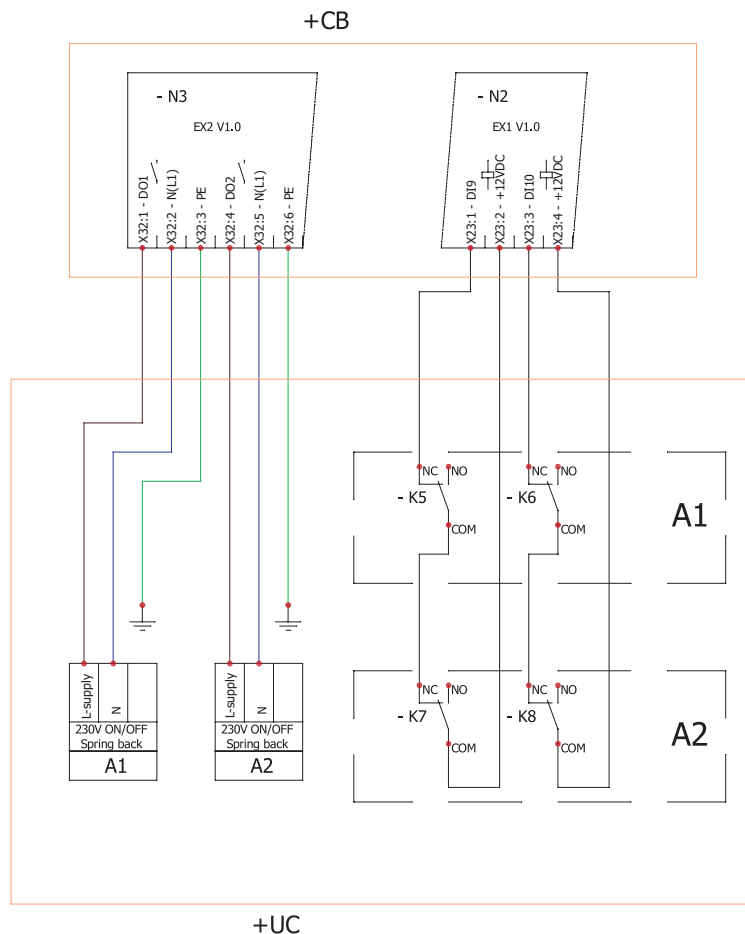 +CB
- N3
EX2 V1.0
X32:1 - DO1
X32:2 - N(L1)
X32:3 - PE
X32:4 - DO2
X32:5 - N(L1)
X32:6 - PE
- N2
EX1 V1.0
X23:1 - DI9
X23:2 - +12VDC
X23:3 - DI10
X23:4 - +12VDC
NC
NO
- K5
COM
NC
NO
- K6
COM
A1
NC
NO
- K7
COM
NC
NO
- K8
COM
A2
L-supply
N
230V ON/OFF
Spring back
A1
L-supply
N
230V ON/OFF
Spring back
A2
+UC